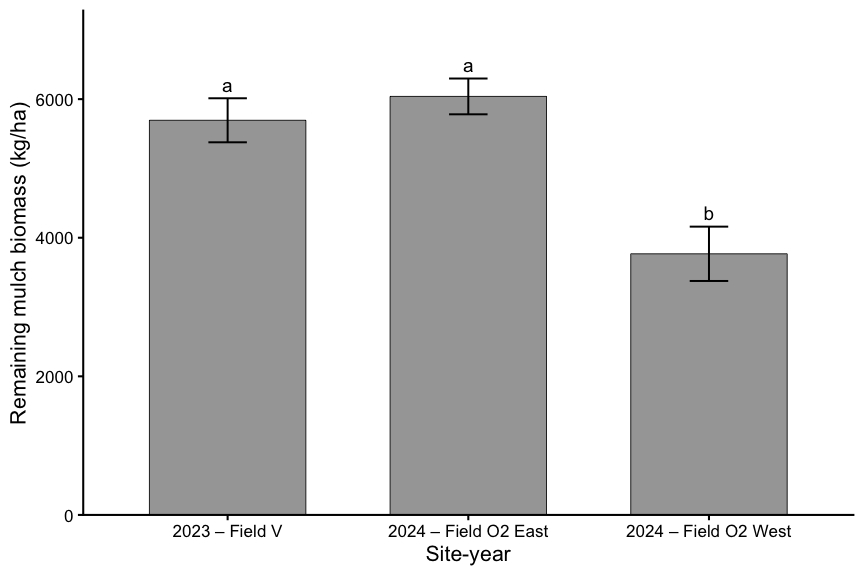 Remaining mulch biomass (kg/ha)
6000
4000
2000
0
a
a
b
2023 – Field V
2024 – Field O2 East
2024 – Field O2 West
Site-year